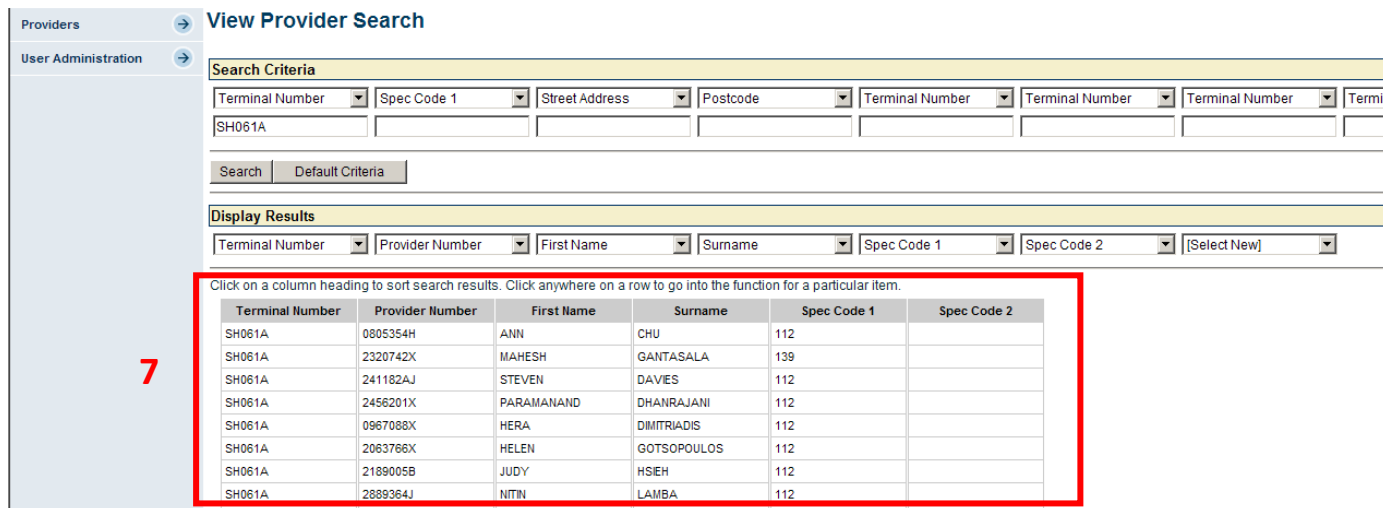 Providers
User Administration
View Provider Search
Search Criteria
Terminal Number Spec Code 1 Street Address Postcode Terminal Number Terminal Number Terminal Number Termi
SH061A
Search Default Criteria
Display Results
Terminal Number Provider Number First Name Surname Spec Code 1 Spec Code 2 [Select New]
Click on a column heading to sort search results. Click anywhere on a row to go into the function for a particular item.
Terminal Number Provider Number First Name Surname Spec Code 1 Spec Code 2
SH061A 0805354H ANN CHU 112
SH061A 2320742X MAHESH GANTASALA 139
7
SH061A 241182AJ STEVEN DAVIES 112
SH061A 2456201X PARAMANAND DHANRAJANI 112
SH061A 0967088X HERA DIMITRIADIS 112
SH061A 2063766X HELEN GOTSOPOULOS 112
SH061A 2189005B JUDY HSIEH 112
SH061A 2889364J NITIN LAMBA 112